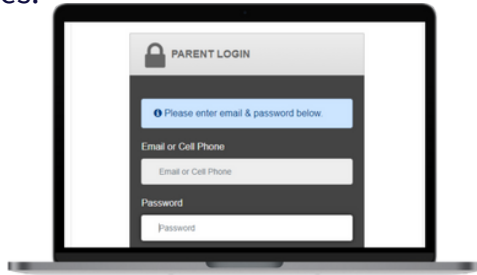 PARENT LOGIN
Please enter email & password below.
Email or Cell Phone
Email or Cell Phone
Password
Password